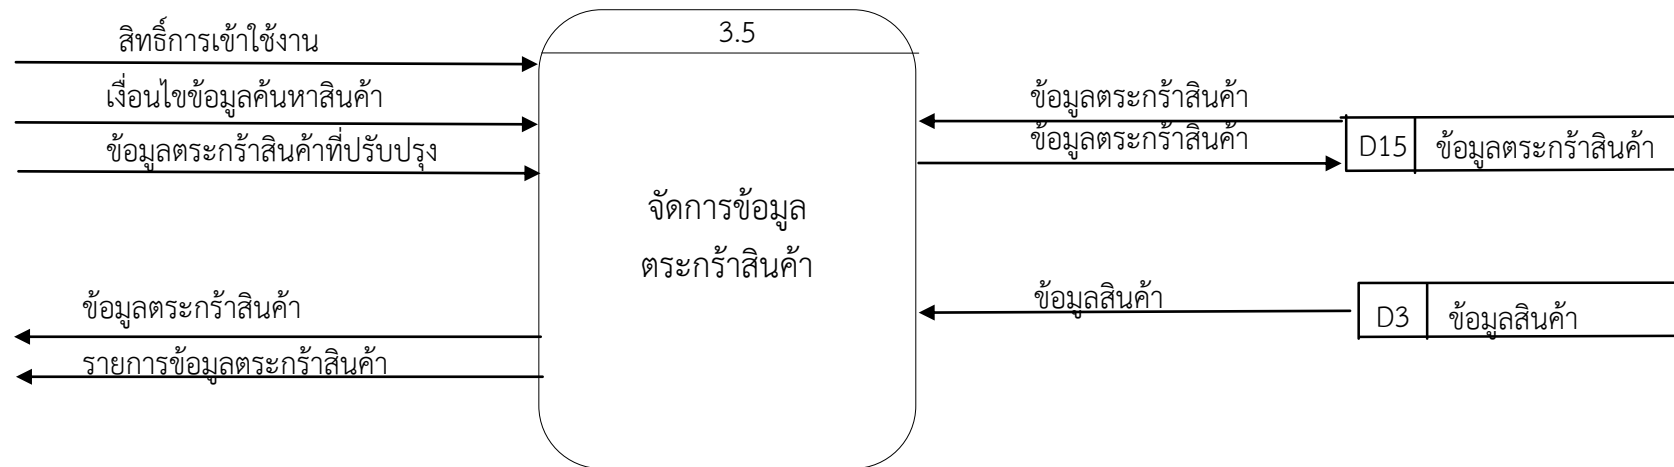 3.5
สิทธิ์การเข้าใช้งาน
เงื่อนไขข้อมูลค้นหาสินค้า
ข้อมูลตระกร้าสินค้าที่ปรับปรุง
จัดการข้อมูล
ตระกร้าสินค้า
ข้อมูลตระกร้าสินค้า
รายการข้อมูลตระกร้าสินค้า
ข้อมูลตระกร้าสินค้า
ข้อมูลตระกร้าสินค้า
D15 ข้อมูลตระกร้าสินค้า
ข้อมูลสินค้า
D3 ข้อมูลสินค้า